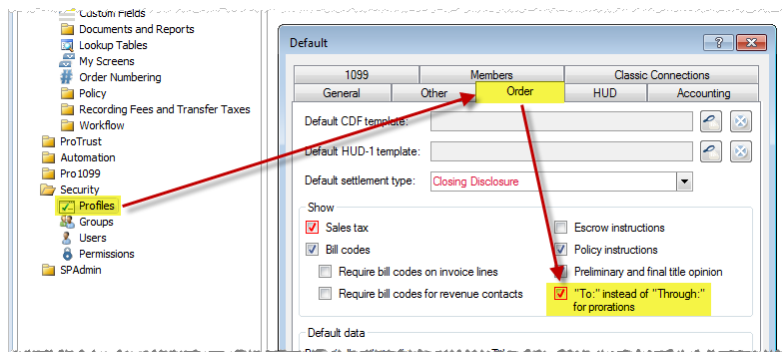 Custom Fields
Documents and Reports
Lookup Tables
My Screens
Order Numbering
Policy
Recording Fees and Transfer Taxes
Workflow
ProTrust
Automation
Pro1099
Security
Profiles
Groups
Users
Permissions
SPAdmin
Default
1099 Members Classic Connections
General Other Order HUD Accounting
Default CDF template:
Default HUD-1 template:
Default settlement type: Closing Disclosure
Show
Sales tax
Bill codes
Require bill codes on invoice lines
Require bill codes for revenue contacts
Escrow instructions
Policy instructions
Preliminary and final title opinion
"To:" instead of "Through:"
for prorations
Default data